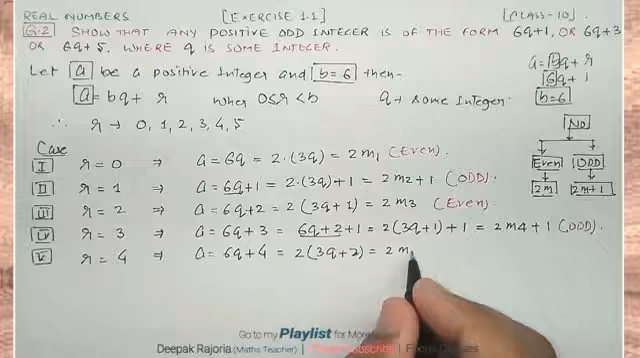 REAL NUMBERS [EXERCISE 1.1] [CLASS-10]
Q.2 SHOW THAT ANY POSITIVE ODD INTEGER IS OF THE FORM 6q+1, OR 6q+3
OR 6q+5, WHERE q IS SOME INTEGER.
Let a be a positive Integer and b=6 then-
a=bq+r
6q+1
b=6
a=bq+r when 0≤r<b q→ some Integer.
∴ r → 0, 1, 2, 3, 4, 5
NO
Even ODD
2m 2m+1
Case
I r=0 ⇒ a=6q = 2·(3q) = 2m1 (Even).
II r=1 ⇒ a=6q+1 = 2·(3q)+1 = 2m2+1 (ODD).
III r=2 ⇒ a=6q+2 = 2(3q+1) = 2m3 (Even).
IV r=3 ⇒ a=6q+3 = 6q+2+1 = 2(3q+1)+1 = 2m4+1 (ODD).
V r=4 ⇒ a=6q+4 = 2(3q+2) = 2m
Go to my Playlist for More
Deepak Rajoria (Maths Teacher) | Subscribe |